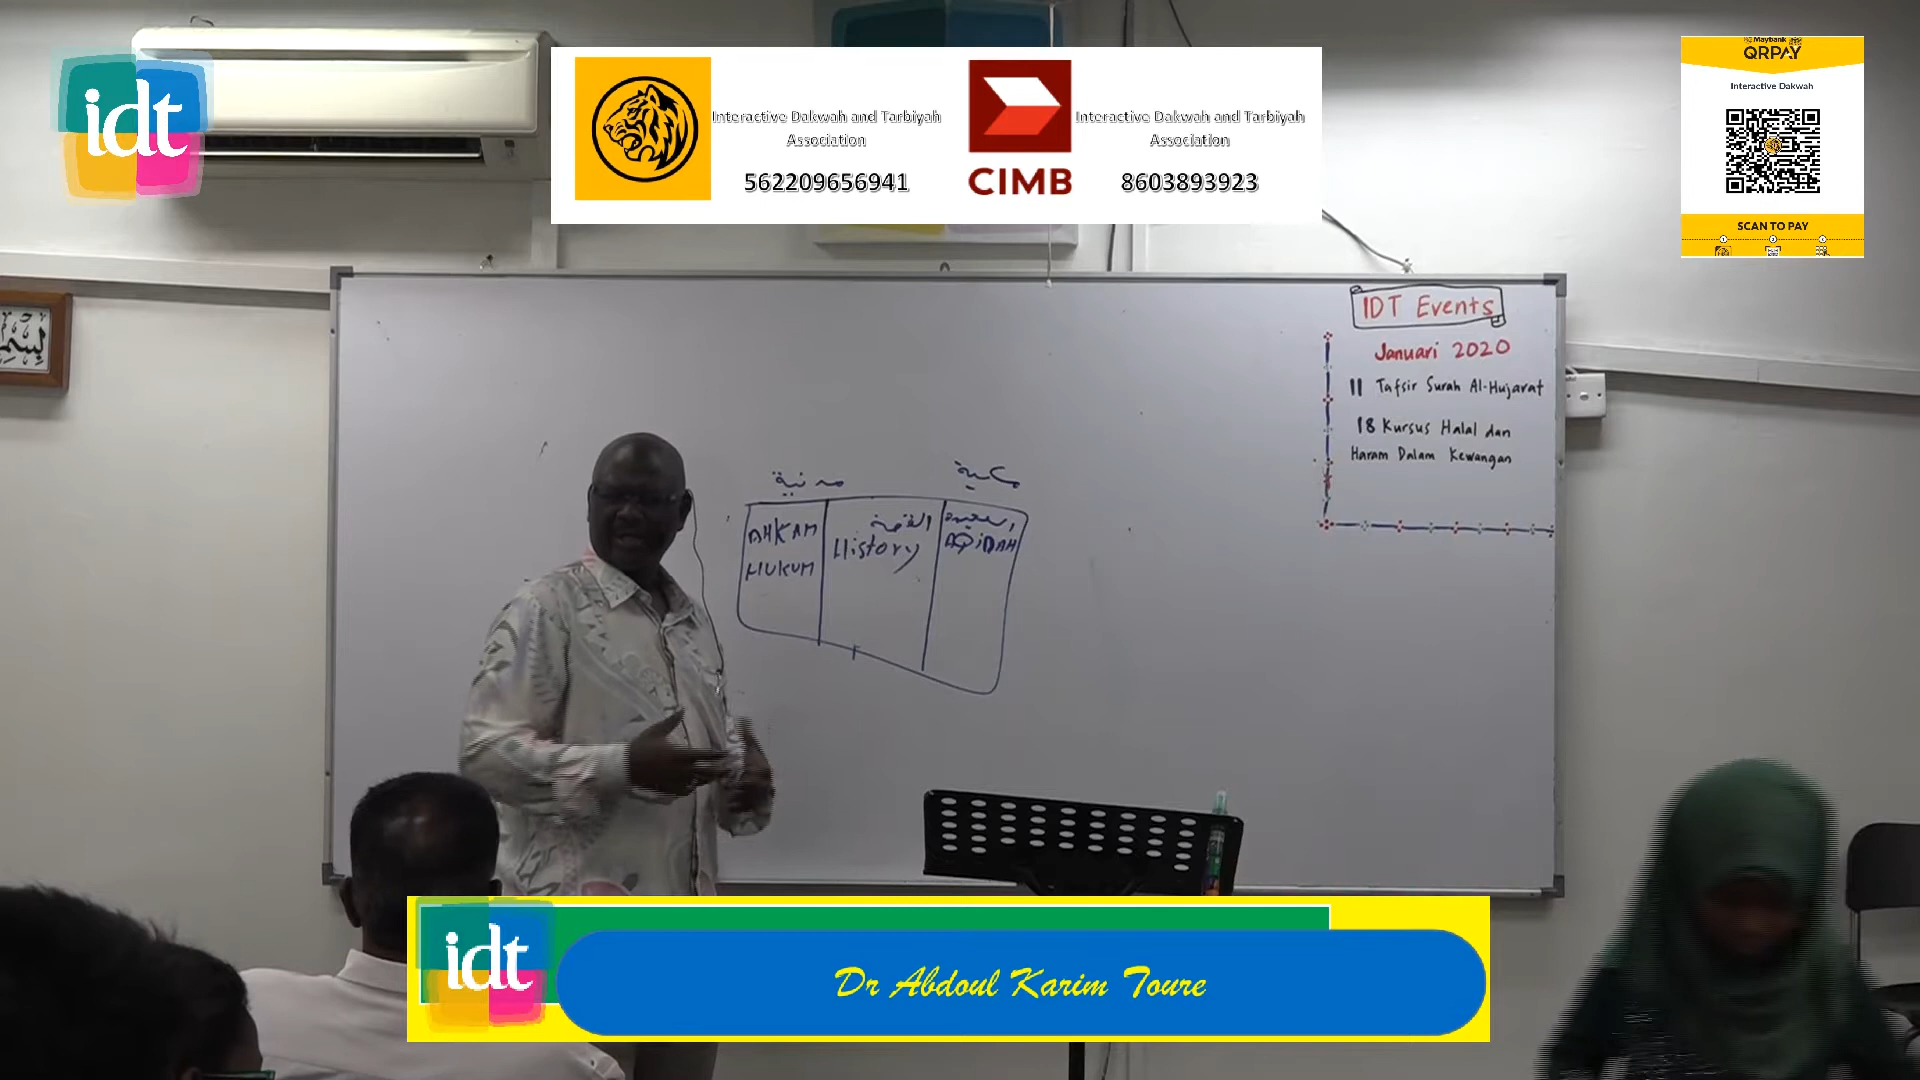 idt
Interactive Dakwah and Tarbiyah
Association
562209656941
CIMB
Interactive Dakwah and Tarbiyah
Association
8603893923
Maybank
QRPAY
Interactive Dakwah
SCAN TO PAY
IDT Events
Januari 2020
11 Tafsir Surah Al-Hujarat
18 Kursus Halal dan
Haram Dalam Kewangan
مكية
مدنية
AQIDAH
القصة
History
AHKAM
HUKUM
idt
Dr Abdoul Karim Toure